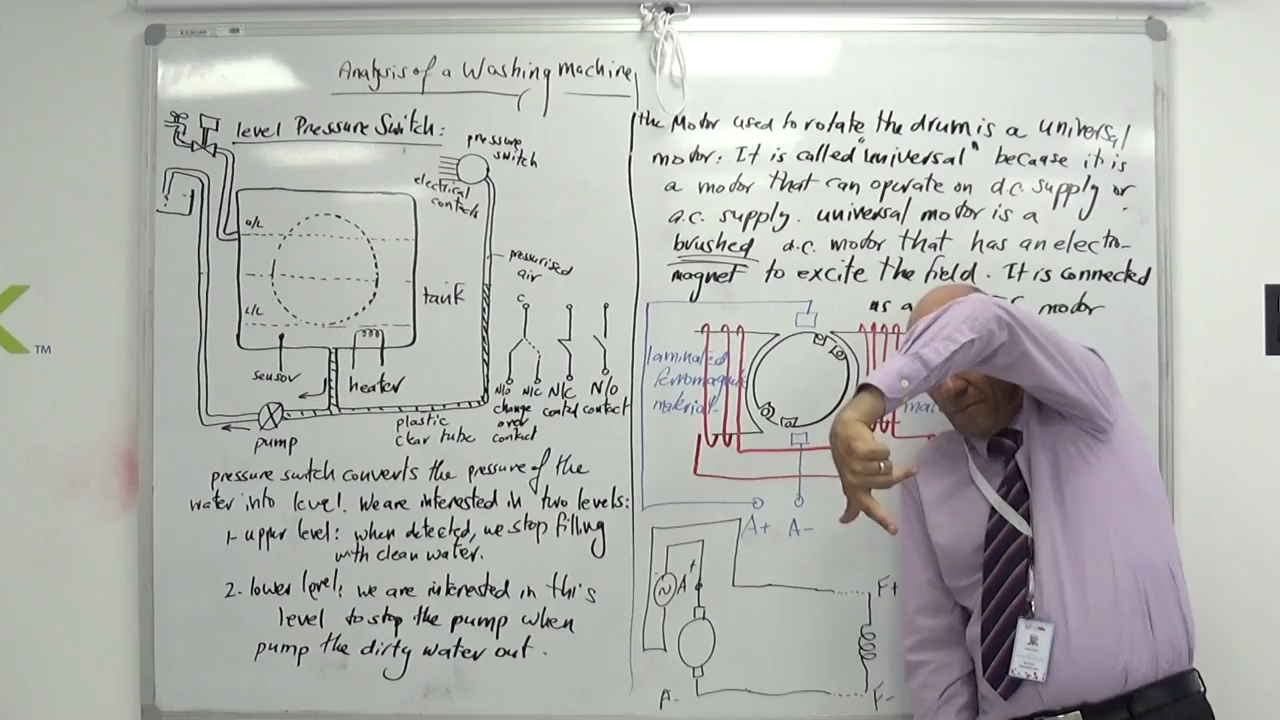 Analysis of a Washing Machine
level Pressure Switch:
pressure
switch
electrical
contacts
u/L
L/L
pressurised
air
tank
sensor
heater
pump
plastic
clear tube
C
N/O N/C
change
over
contact
N/C
contact
N/O
contact
pressure switch converts the pressure of the
water into level. We are interested in two levels:
1- upper level: when detected, we stop filling
with clean water.
2- lower level: we are interested in this
level to stop the pump when
pump the dirty water out.
the Motor used to rotate the drum is a universal
motor. It is called "universal" because it is
a motor that can operate on d.c. supply or
a.c. supply. universal motor is a
brushed d.c. motor that has an electro-
magnet to excite the field. It is connected
as a
motor
laminated
ferromagnetic
material
A+ A-
N
A+
A-
F+
F-
TM